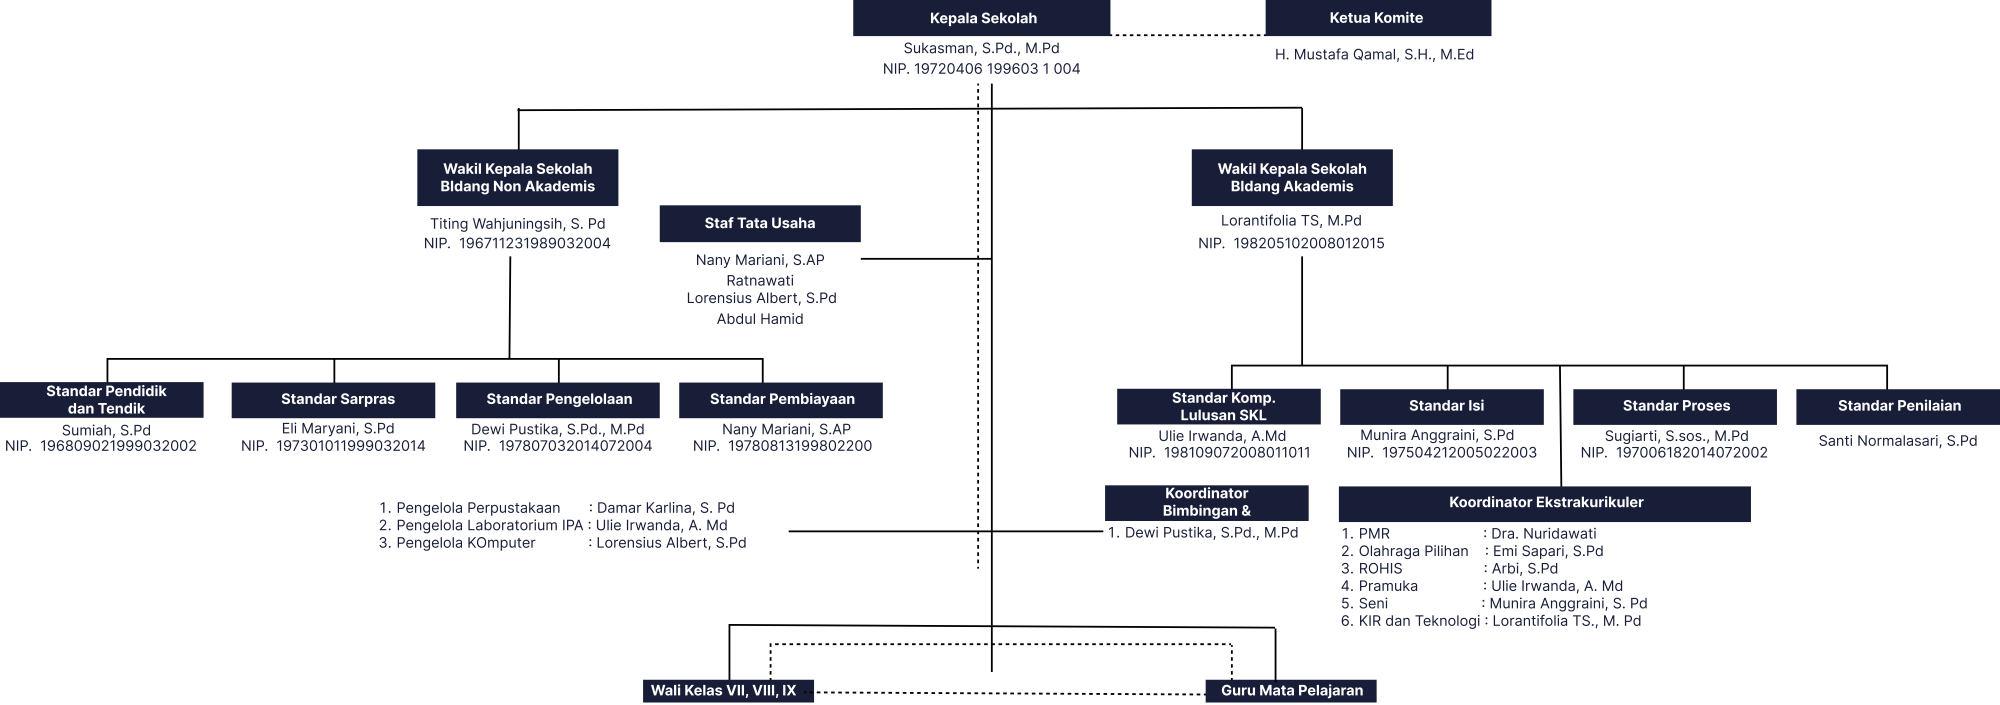 Kepala Sekolah
Sukasman, S.Pd., M.Pd
NIP. 19720406 199603 1 004
Ketua Komite
H. Mustafa Qamal, S.H., M.Ed
Wakil Kepala Sekolah
BIdang Non Akademis
Titing Wahjuningsih, S. Pd
NIP. 196711231989032004
Staf Tata Usaha
Nany Mariani, S.AP
Ratnawati
Lorensius Albert, S.Pd
Abdul Hamid
Wakil Kepala Sekolah
BIdang Akademis
Lorantifolia TS, M.Pd
NIP. 198205102008012015
Standar Pendidik
dan Tendik
Sumiah, S.Pd
NIP. 196809021999032002
Standar Sarpras
Eli Maryani, S.Pd
NIP. 197301011999032014
Standar Pengelolaan
Dewi Pustika, S.Pd., M.Pd
NIP. 197807032014072004
Standar Pembiayaan
Nany Mariani, S.AP
NIP. 19780813199802200
Standar Komp.
Lulusan SKL
Ulie Irwanda, A.Md
NIP. 198109072008011011
Standar Isi
Munira Anggraini, S.Pd
NIP. 197504212005022003
Standar Proses
Sugiarti, S.sos., M.Pd
NIP. 197006182014072002
Standar Penilaian
Santi Normalasari, S.Pd
1. Pengelola Perpustakaan : Damar Karlina, S. Pd
2. Pengelola Laboratorium IPA : Ulie Irwanda, A. Md
3. Pengelola KOmputer : Lorensius Albert, S.Pd
Koordinator
Bimbingan &
1. Dewi Pustika, S.Pd., M.Pd
Koordinator Ekstrakurikuler
1. PMR : Dra. Nuridawati
2. Olahraga Pilihan : Emi Sapari, S.Pd
3. ROHIS : Arbi, S.Pd
4. Pramuka : Ulie Irwanda, A. Md
5. Seni : Munira Anggraini, S. Pd
6. KIR dan Teknologi : Lorantifolia TS., M. Pd
Wali Kelas VII, VIII, IX
Guru Mata Pelajaran